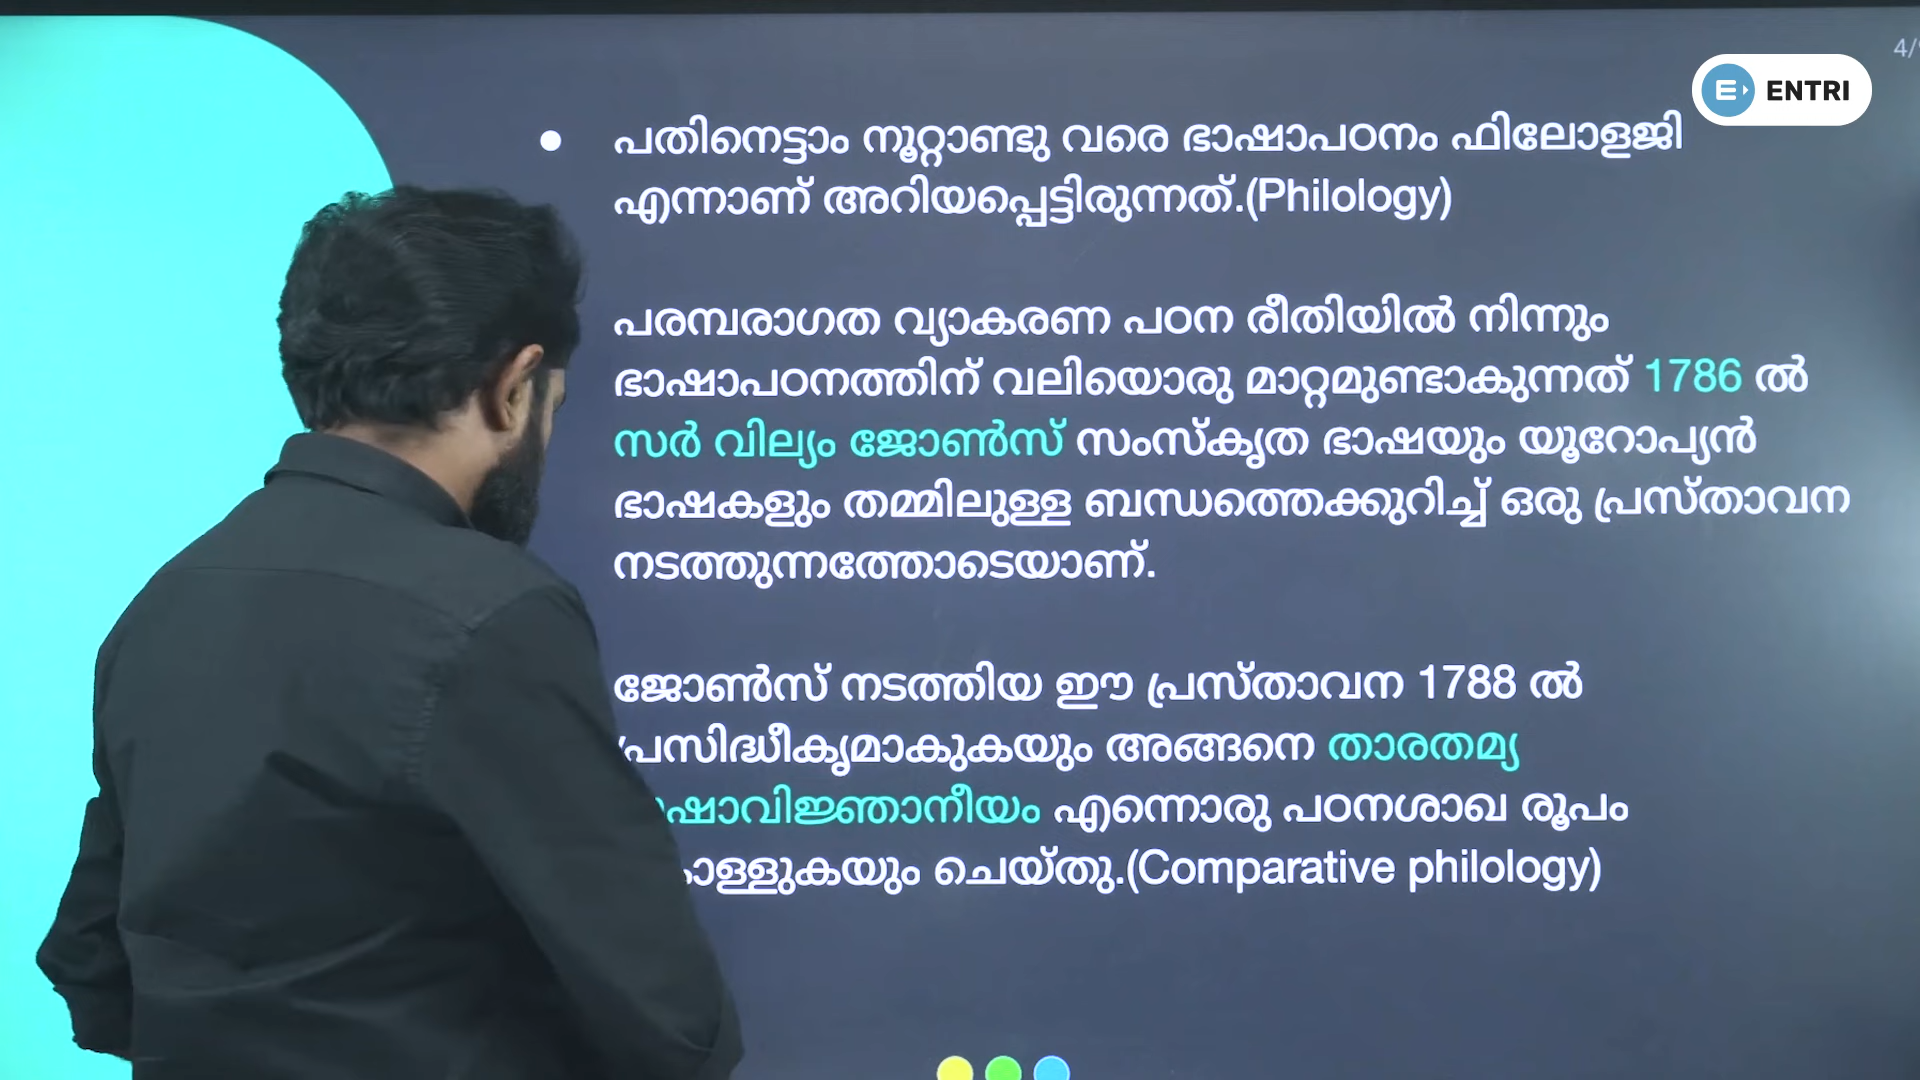 4/
ENTRI
പതിനെട്ടാം നൂറ്റാണ്ടു വരെ ഭാഷാപഠനം ഫിലോളജി
എന്നാണ് അറിയപ്പെട്ടിരുന്നത്.(Philology)
പരമ്പരാഗത വ്യാകരണ പഠന രീതിയിൽ നിന്നും
ഭാഷാപഠനത്തിന് വലിയൊരു മാറ്റമുണ്ടാകുന്നത് 1786 ൽ
സർ വില്യം ജോൺസ് സംസ്കൃത ഭാഷയും യൂറോപ്യൻ
ഭാഷകളും തമ്മിലുള്ള ബന്ധത്തെക്കുറിച്ച് ഒരു പ്രസ്താവന
നടത്തുന്നത്തോടെയാണ്.
ജോൺസ് നടത്തിയ ഈ പ്രസ്താവന 1788 ൽ
പ്രസിദ്ധീകൃമാകുകയും അങ്ങനെ താരതമ്യ
എന്നൊരു പഠനശാഖ രൂപം
ചെയ്തു.(Comparative philology)